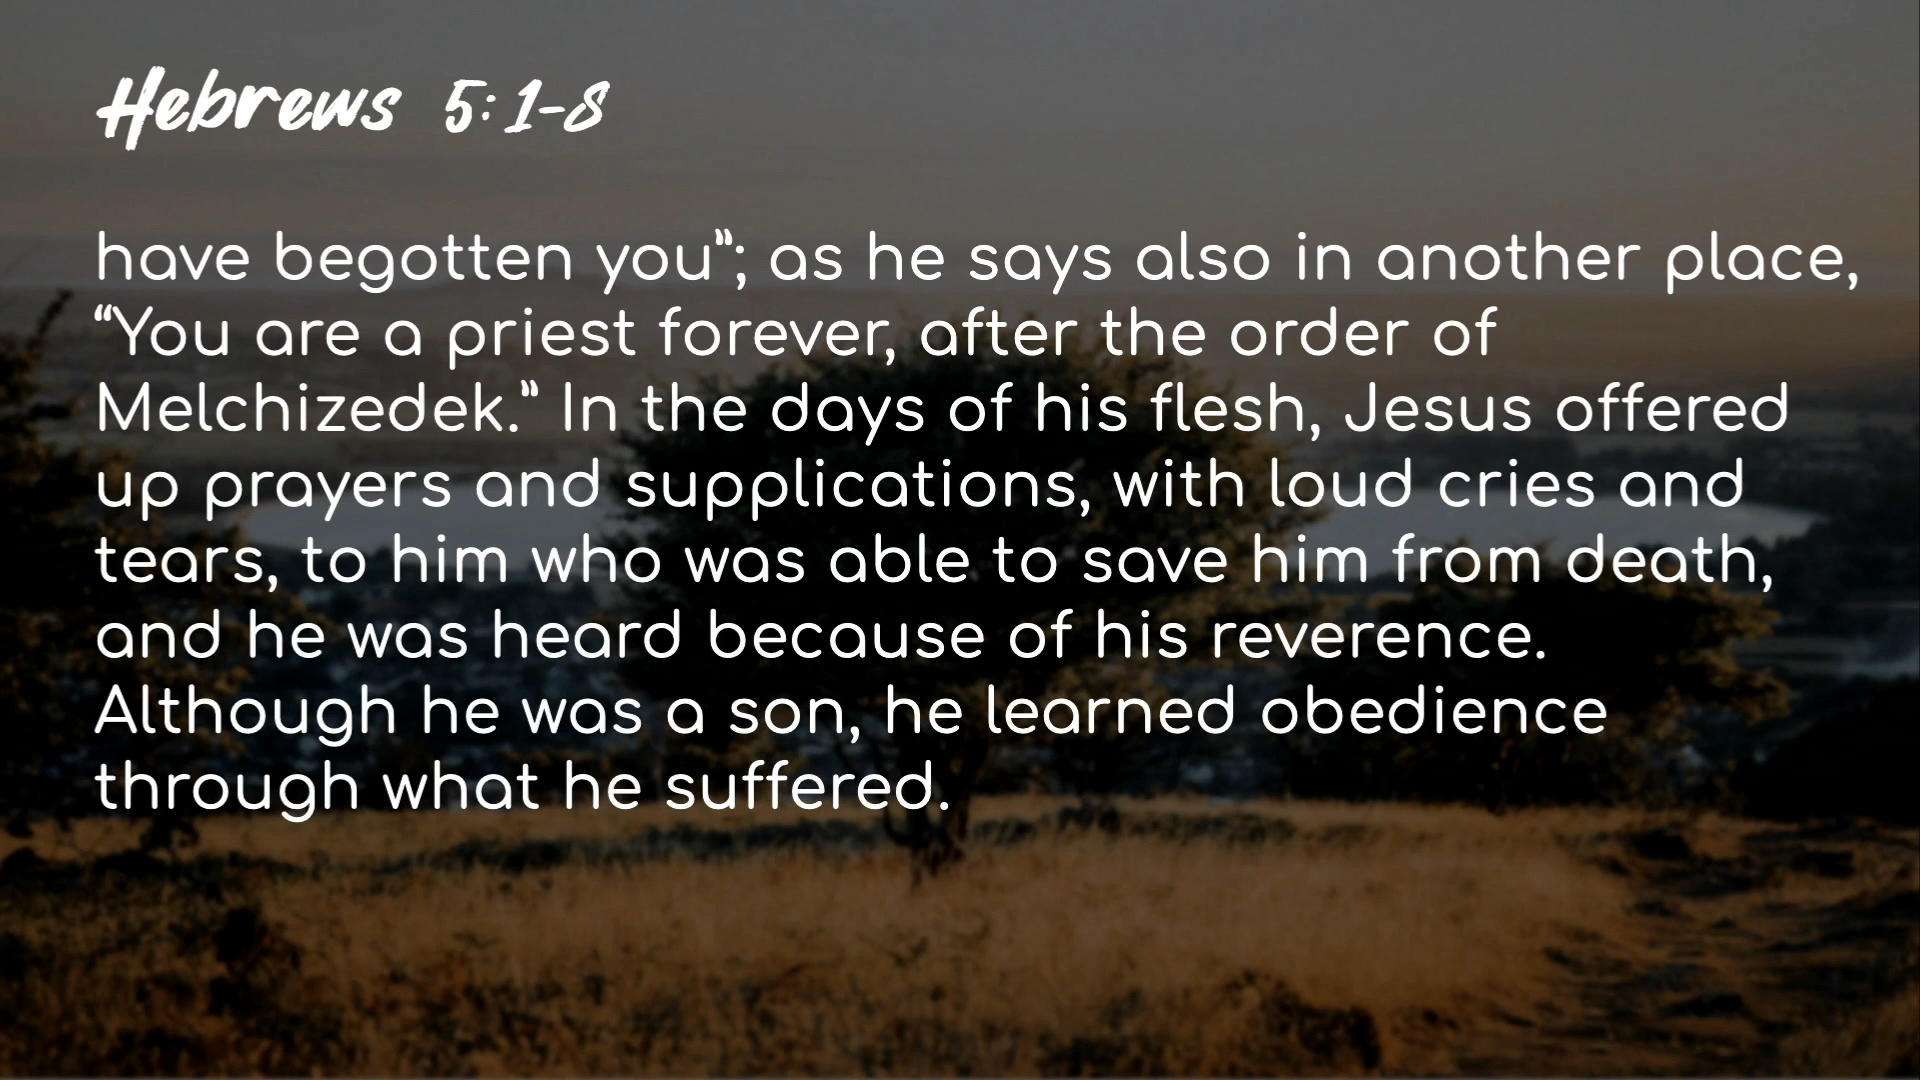 Hebrews 5:1-8
have begotten you”; as he says also in another place,
“You are a priest forever, after the order of
Melchizedek.” In the days of his flesh, Jesus offered
up prayers and supplications, with loud cries and
tears, to him who was able to save him from death,
and he was heard because of his reverence.
Although he was a son, he learned obedience
through what he suffered.